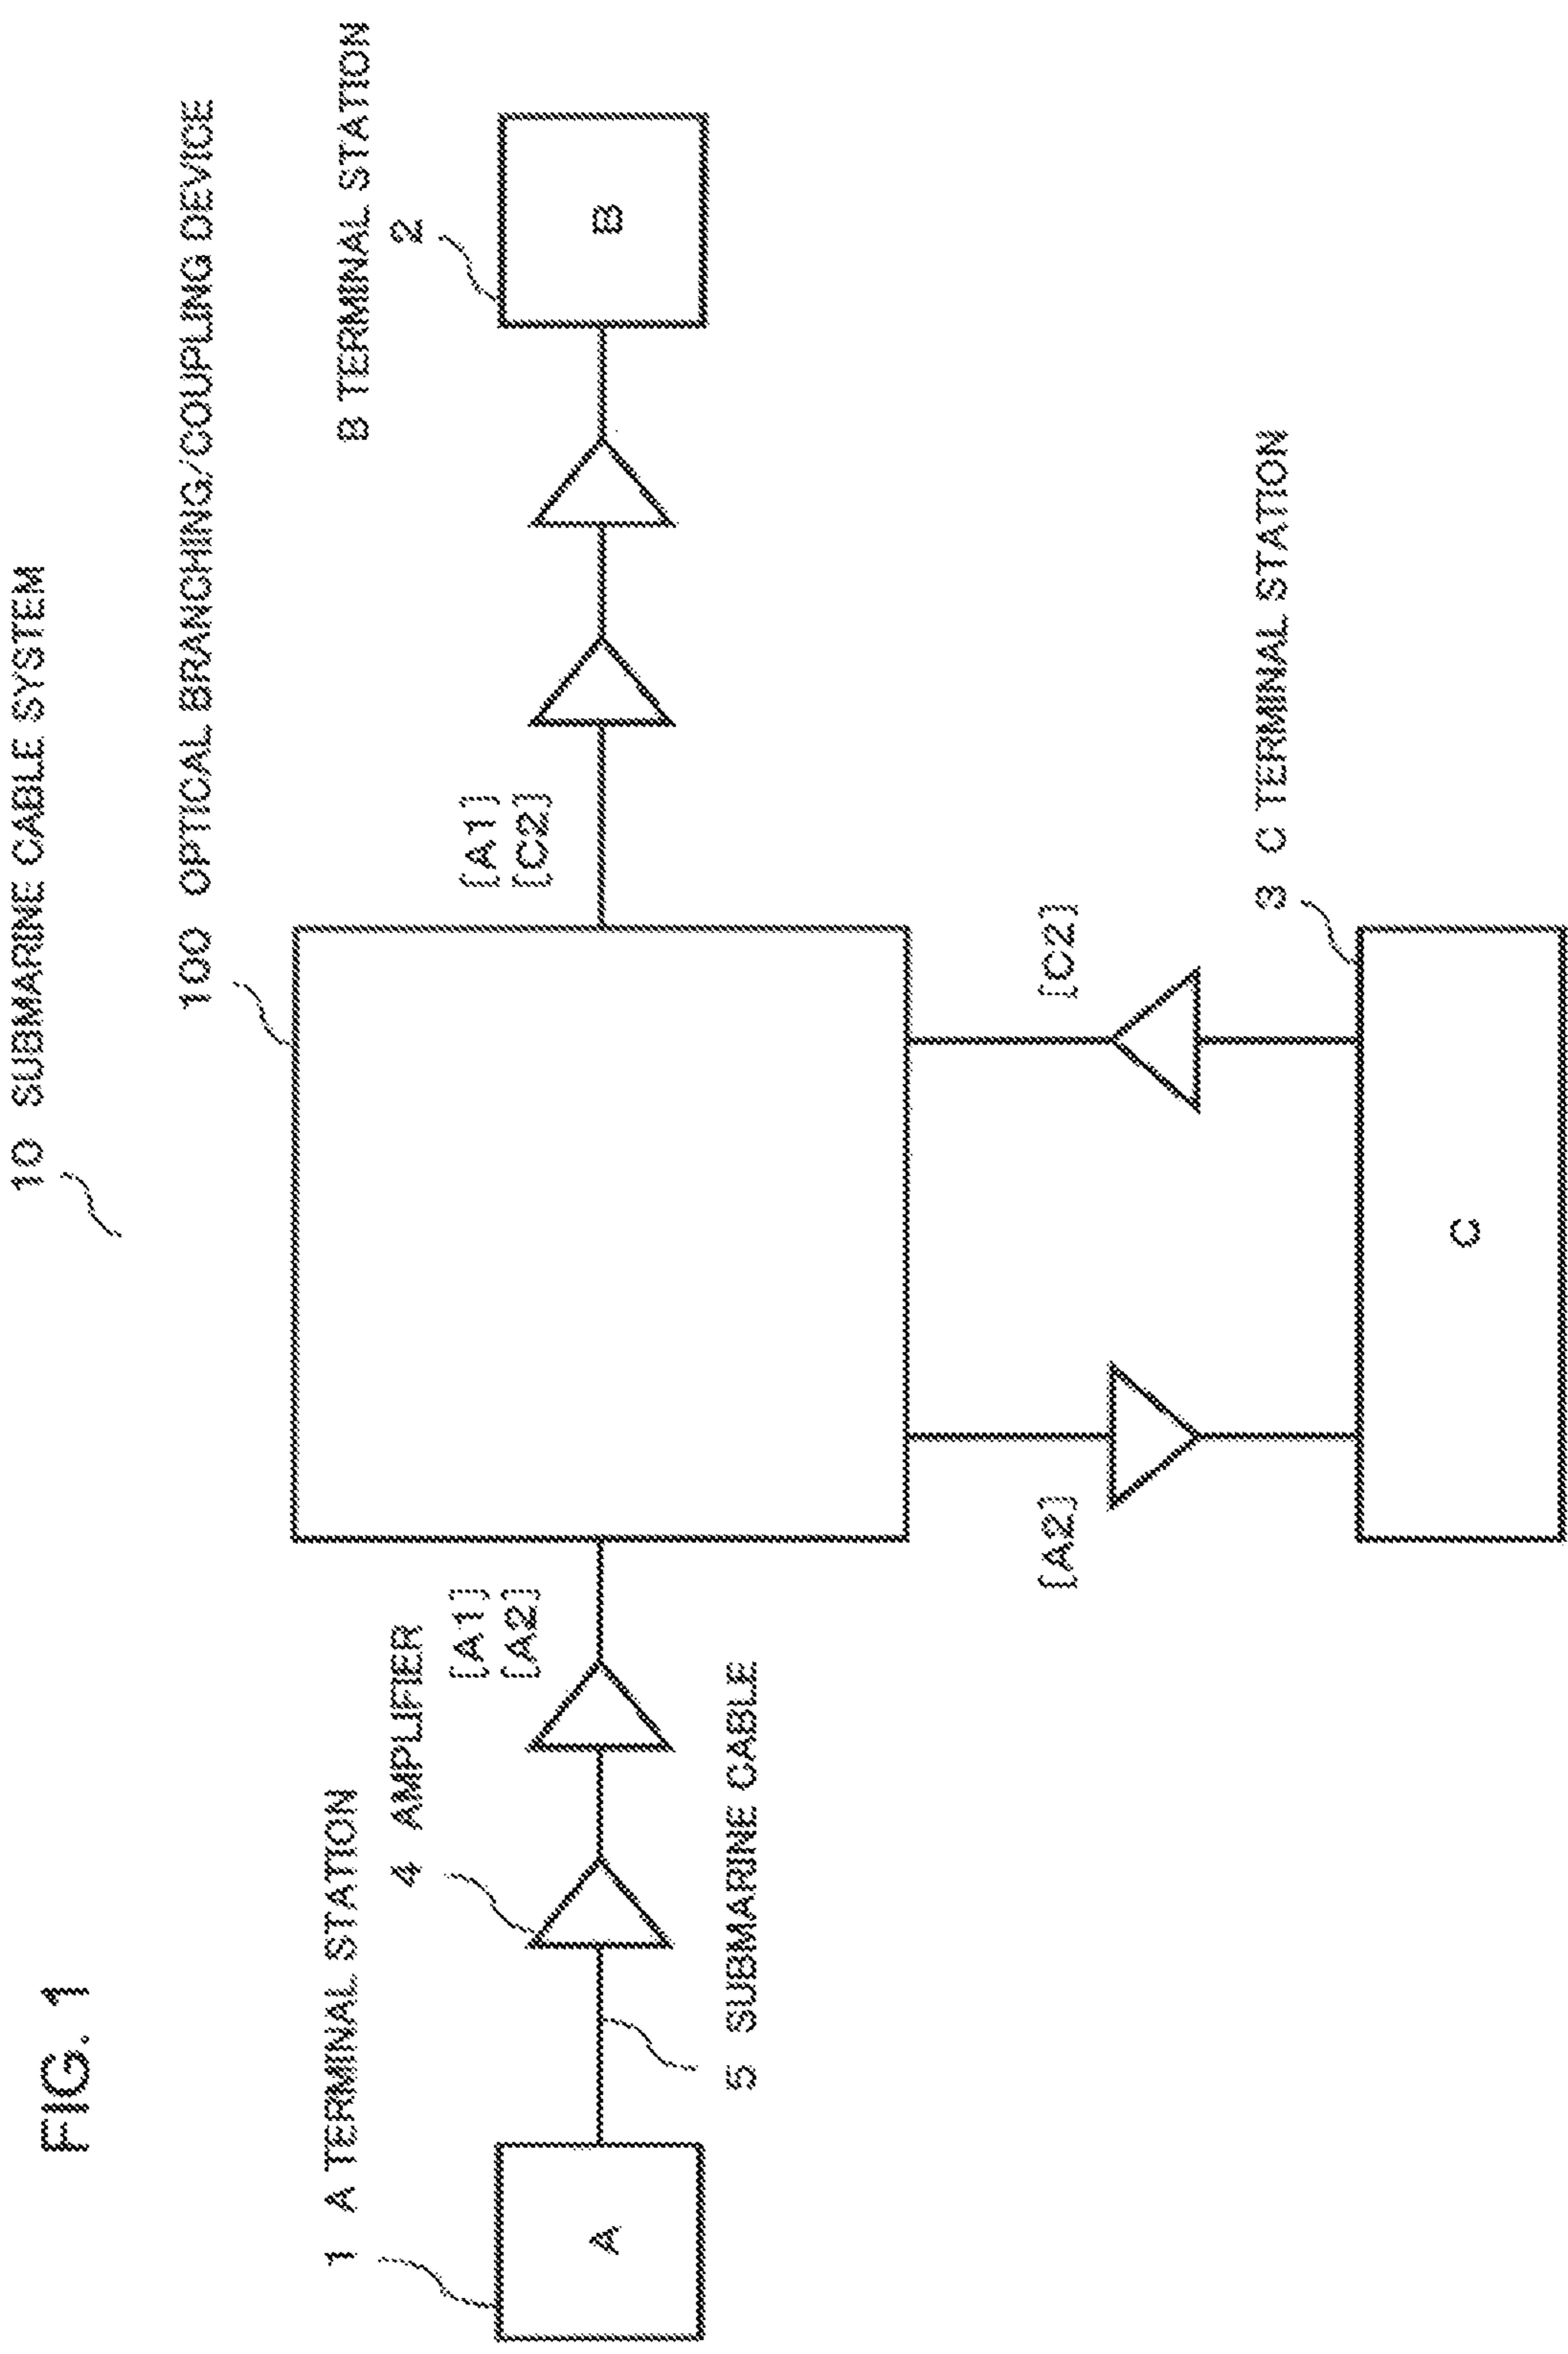 FIG. 1
10 SUBMARINE CABLE SYSTEM
100 OPTICAL BRANCHING/COUPLING DEVICE
1 A TERMINAL STATION
B TERMINAL STATION
2
4 AMPLIFIER
[A1]
[A2]
[A1]
[C2]
A
B
5 SUBMARINE CABLE
[A2]
[C2]
3 C TERMINAL STATION
C